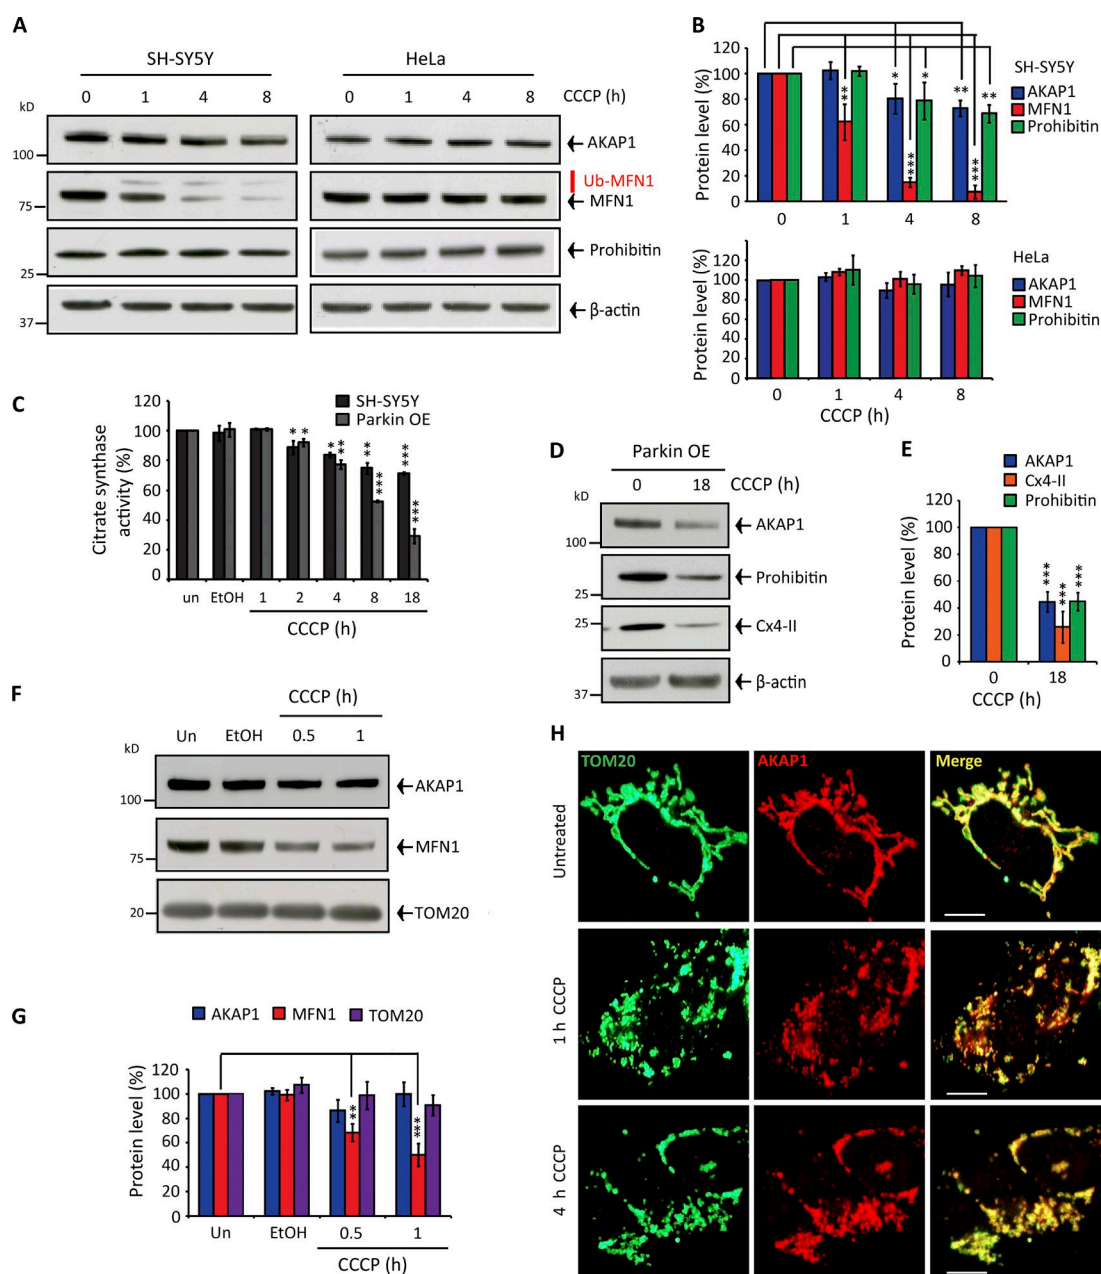 A
SH-SY5Y
HeLa
kD
0 1 4 8
0 1 4 8
CCCP (h)
100
AKAP1
Ub-MFN1
75
MFN1
Prohibitin
25
β-actin
37
B
Protein level (%)
100
80
60
40
20
0
**
***
*
*
**
***
**
0 1 4 8
SH-SY5Y
AKAP1
MFN1
Prohibitin
Protein level (%)
100
80
60
40
20
0
0 1 4 8
CCCP (h)
HeLa
AKAP1
MFN1
Prohibitin
C
SH-SY5Y
Parkin OE
Citrate synthase
activity (%)
120
100
80
60
40
20
0
* *
* **
** ***
*** ***
un EtOH 1 2 4 8 18
CCCP (h)
D
Parkin OE
0 18 CCCP (h)
kD
AKAP1
100
Prohibitin
25
25
Cx4-II
β-actin
37
E
AKAP1
Cx4-II
Prohibitin
Protein level (%)
120
100
80
60
40
20
0
*** *** ***
0 18
CCCP (h)
F
CCCP (h)
Un EtOH 0.5 1
kD
AKAP1
100
MFN1
75
20
TOM20
G
AKAP1 MFN1 TOM20
Protein level (%)
120
100
80
60
40
20
0
** ***
Un EtOH 0.5 1
CCCP (h)
H
TOM20 AKAP1 Merge
Untreated
1 h CCCP
4 h CCCP